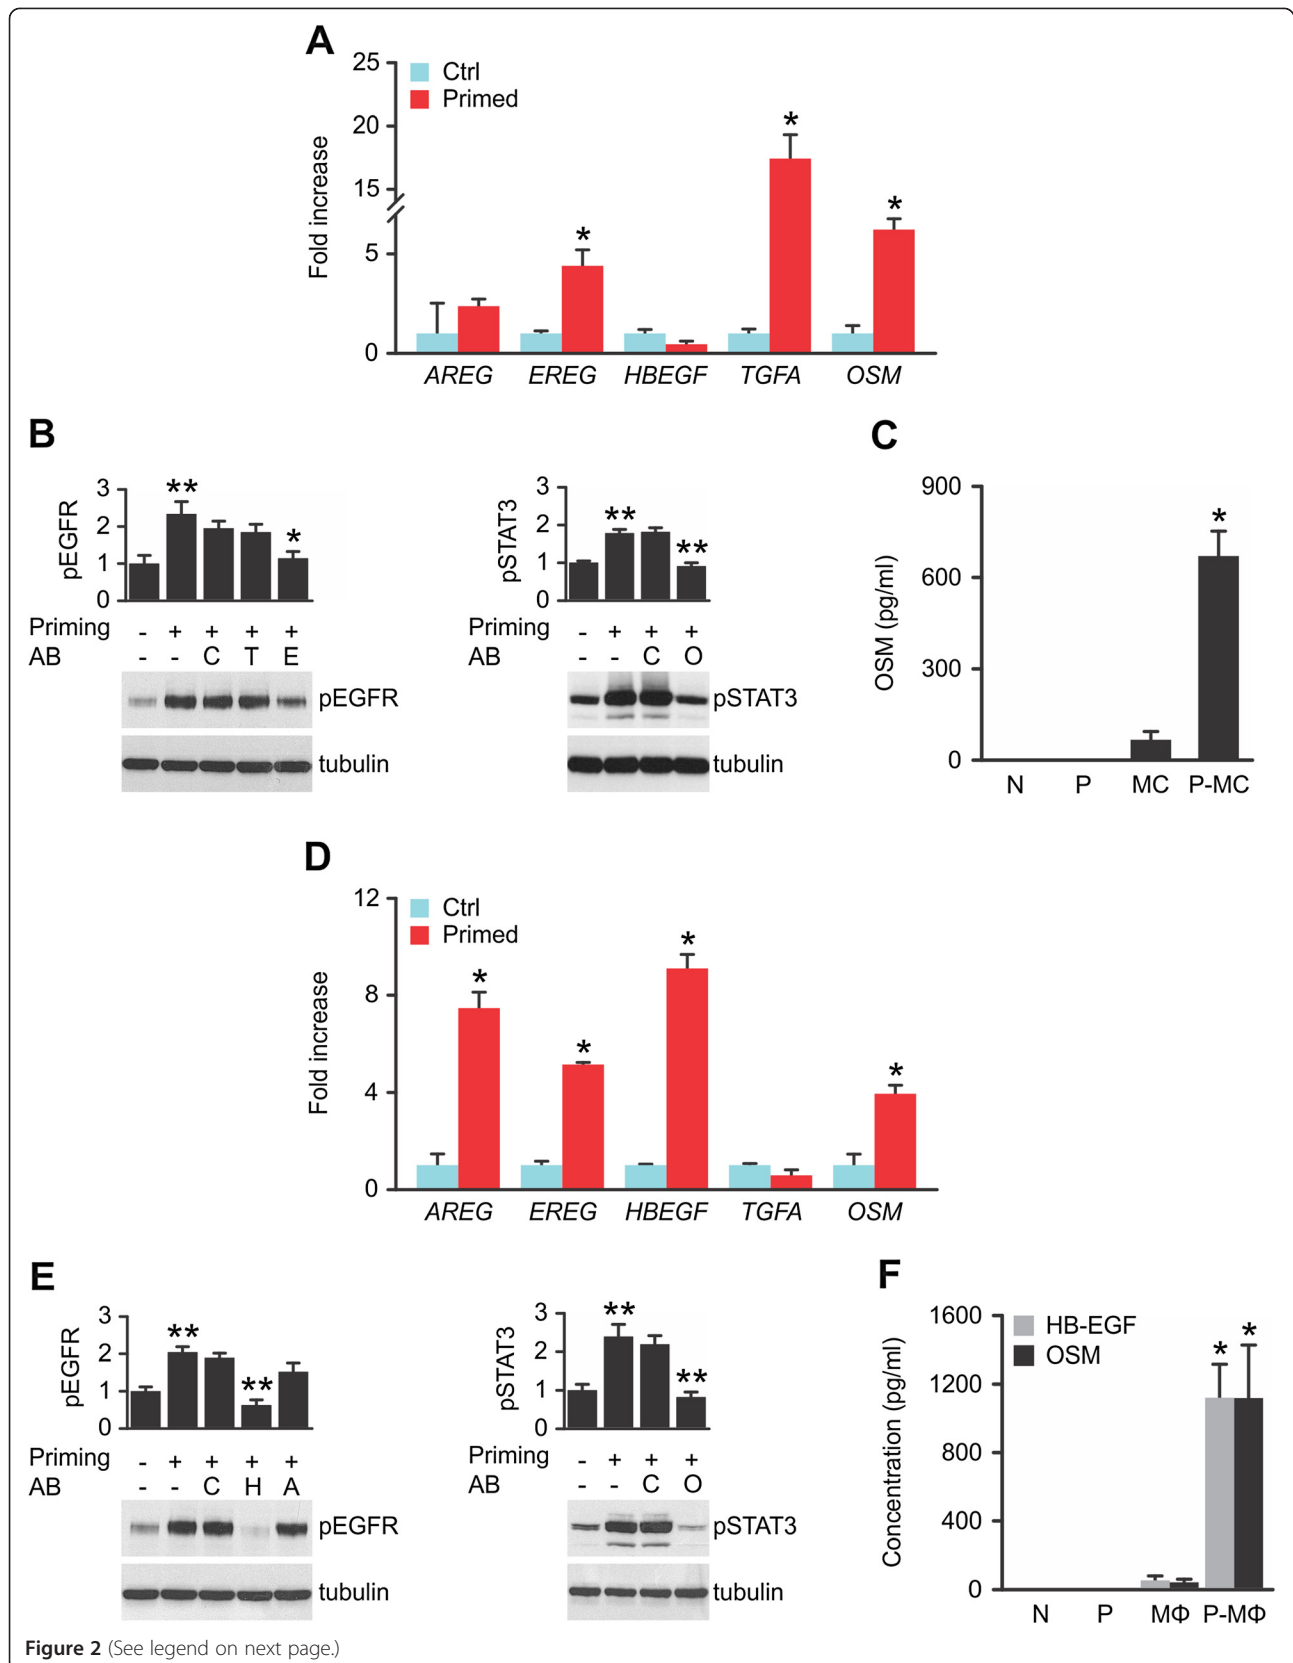 A
25
20
15
5
0
Fold increase
Ctrl
Primed
*
*
*
AREG EREG HBEGF TGFA OSM
B
pEGFR
3
2
1
0
**
*
Priming - + + + +
AB - - C T E
pEGFR
tubulin
pSTAT3
3
2
1
0
**
**
Priming - + + +
AB - - C O
pSTAT3
tubulin
C
OSM (pg/ml)
900
600
300
0
*
N P MC P-MC
D
12
8
4
0
Fold increase
Ctrl
Primed
*
*
*
*
AREG EREG HBEGF TGFA OSM
E
pEGFR
3
2
1
0
**
**
Priming - + + + +
AB - - C H A
pEGFR
tubulin
pSTAT3
3
2
1
0
**
**
Priming - + + +
AB - - C O
pSTAT3
tubulin
F
Concentration (pg/ml)
1600
1200
800
400
0
HB-EGF
OSM
* *
N P MΦ P-MΦ
Figure 2 (See legend on next page.)